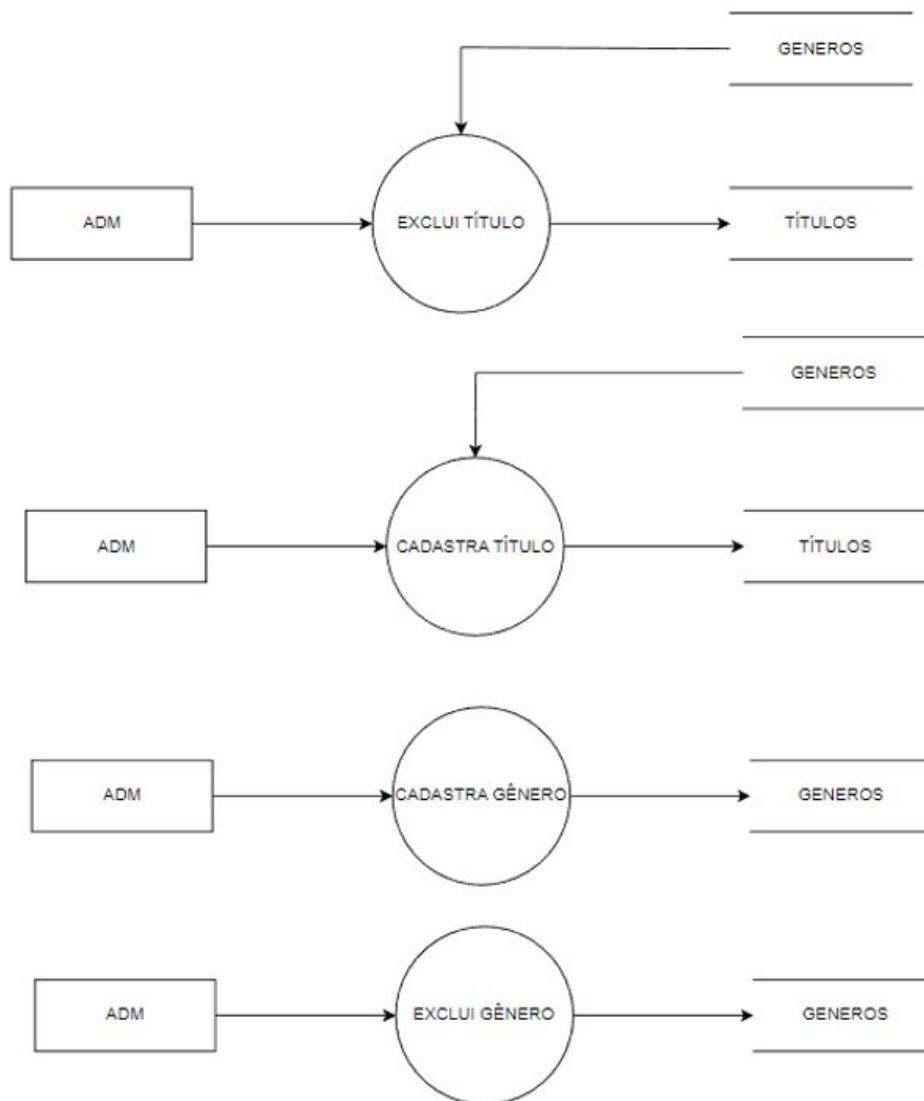 GENEROS
ADM
EXCLUI TÍTULO
TÍTULOS
GENEROS
ADM
CADASTRA TÍTULO
TÍTULOS
ADM
CADASTRA GÊNERO
GENEROS
ADM
EXCLUI GÊNERO
GENEROS